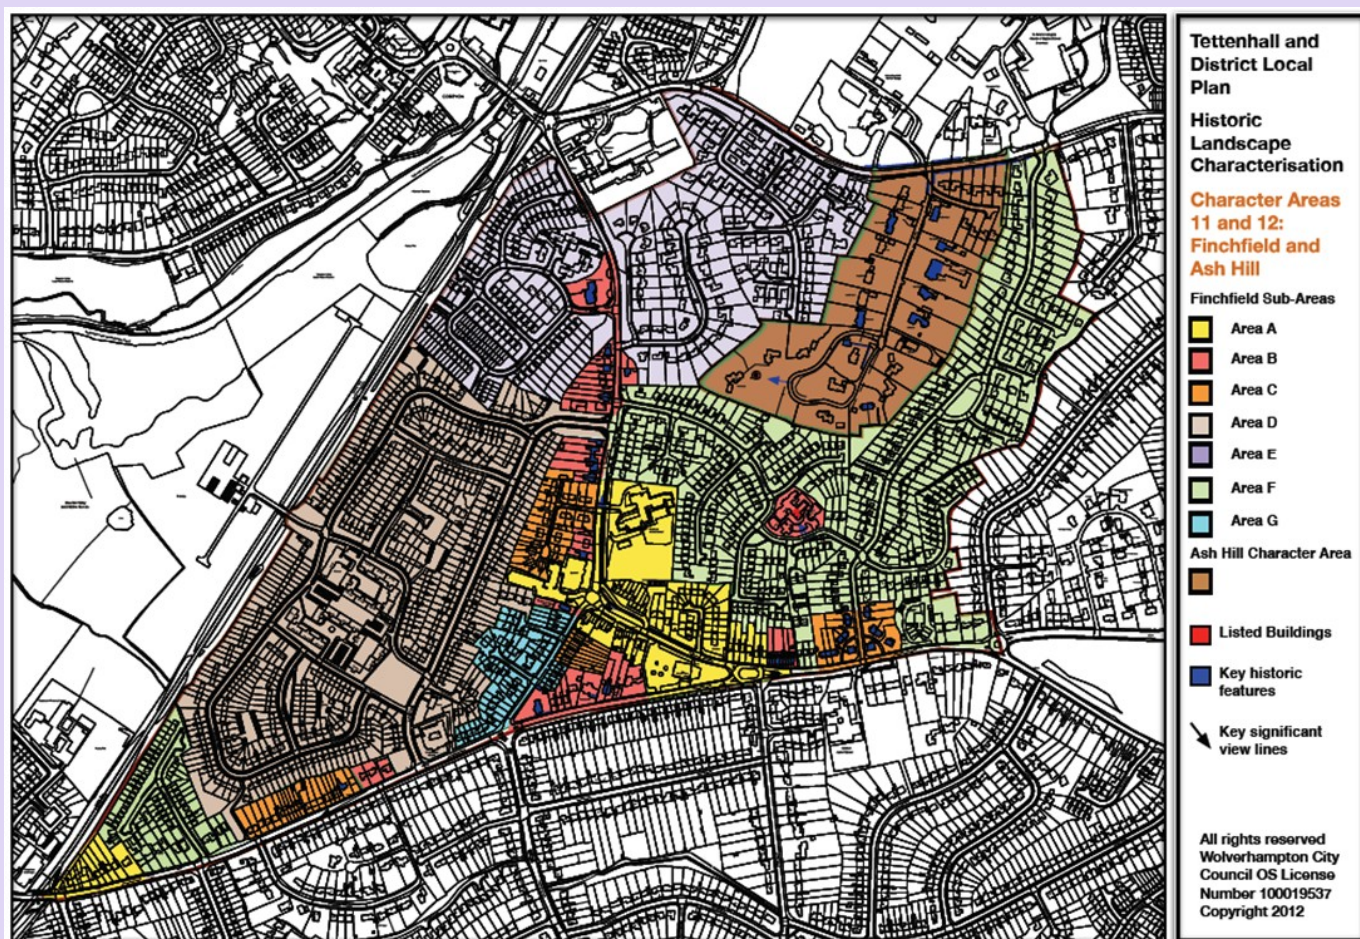 Tettenhall and
District Local
Plan
Historic
Landscape
Characterisation
Character Areas
11 and 12:
Finchfield and
Ash Hill
Finchfield Sub-Areas
Area A
Area B
Area C
Area D
Area E
Area F
Area G
Ash Hill Character Area
Listed Buildings
Key historic
features
Key significant
view lines
All rights reserved
Wolverhampton City
Council OS License
Number 100019537
Copyright 2012
COMPTON